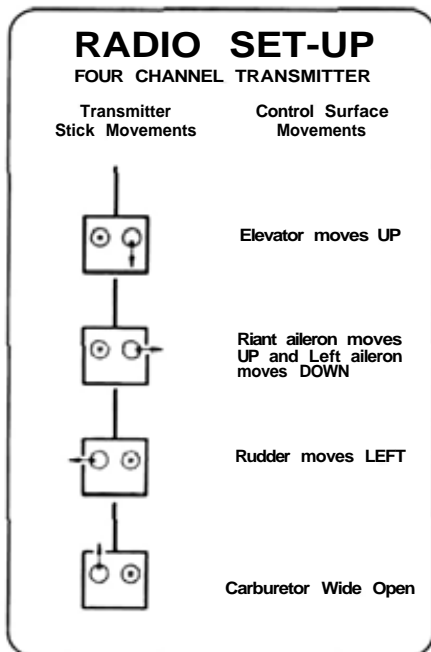 RADIO SET-UP
FOUR CHANNEL TRANSMITTER
Transmitter
Stick Movements
Control Surface
Movements
Elevator moves UP
Riant aileron moves
UP and Left aileron
moves DOWN
Rudder moves LEFT
Carburetor Wide Open